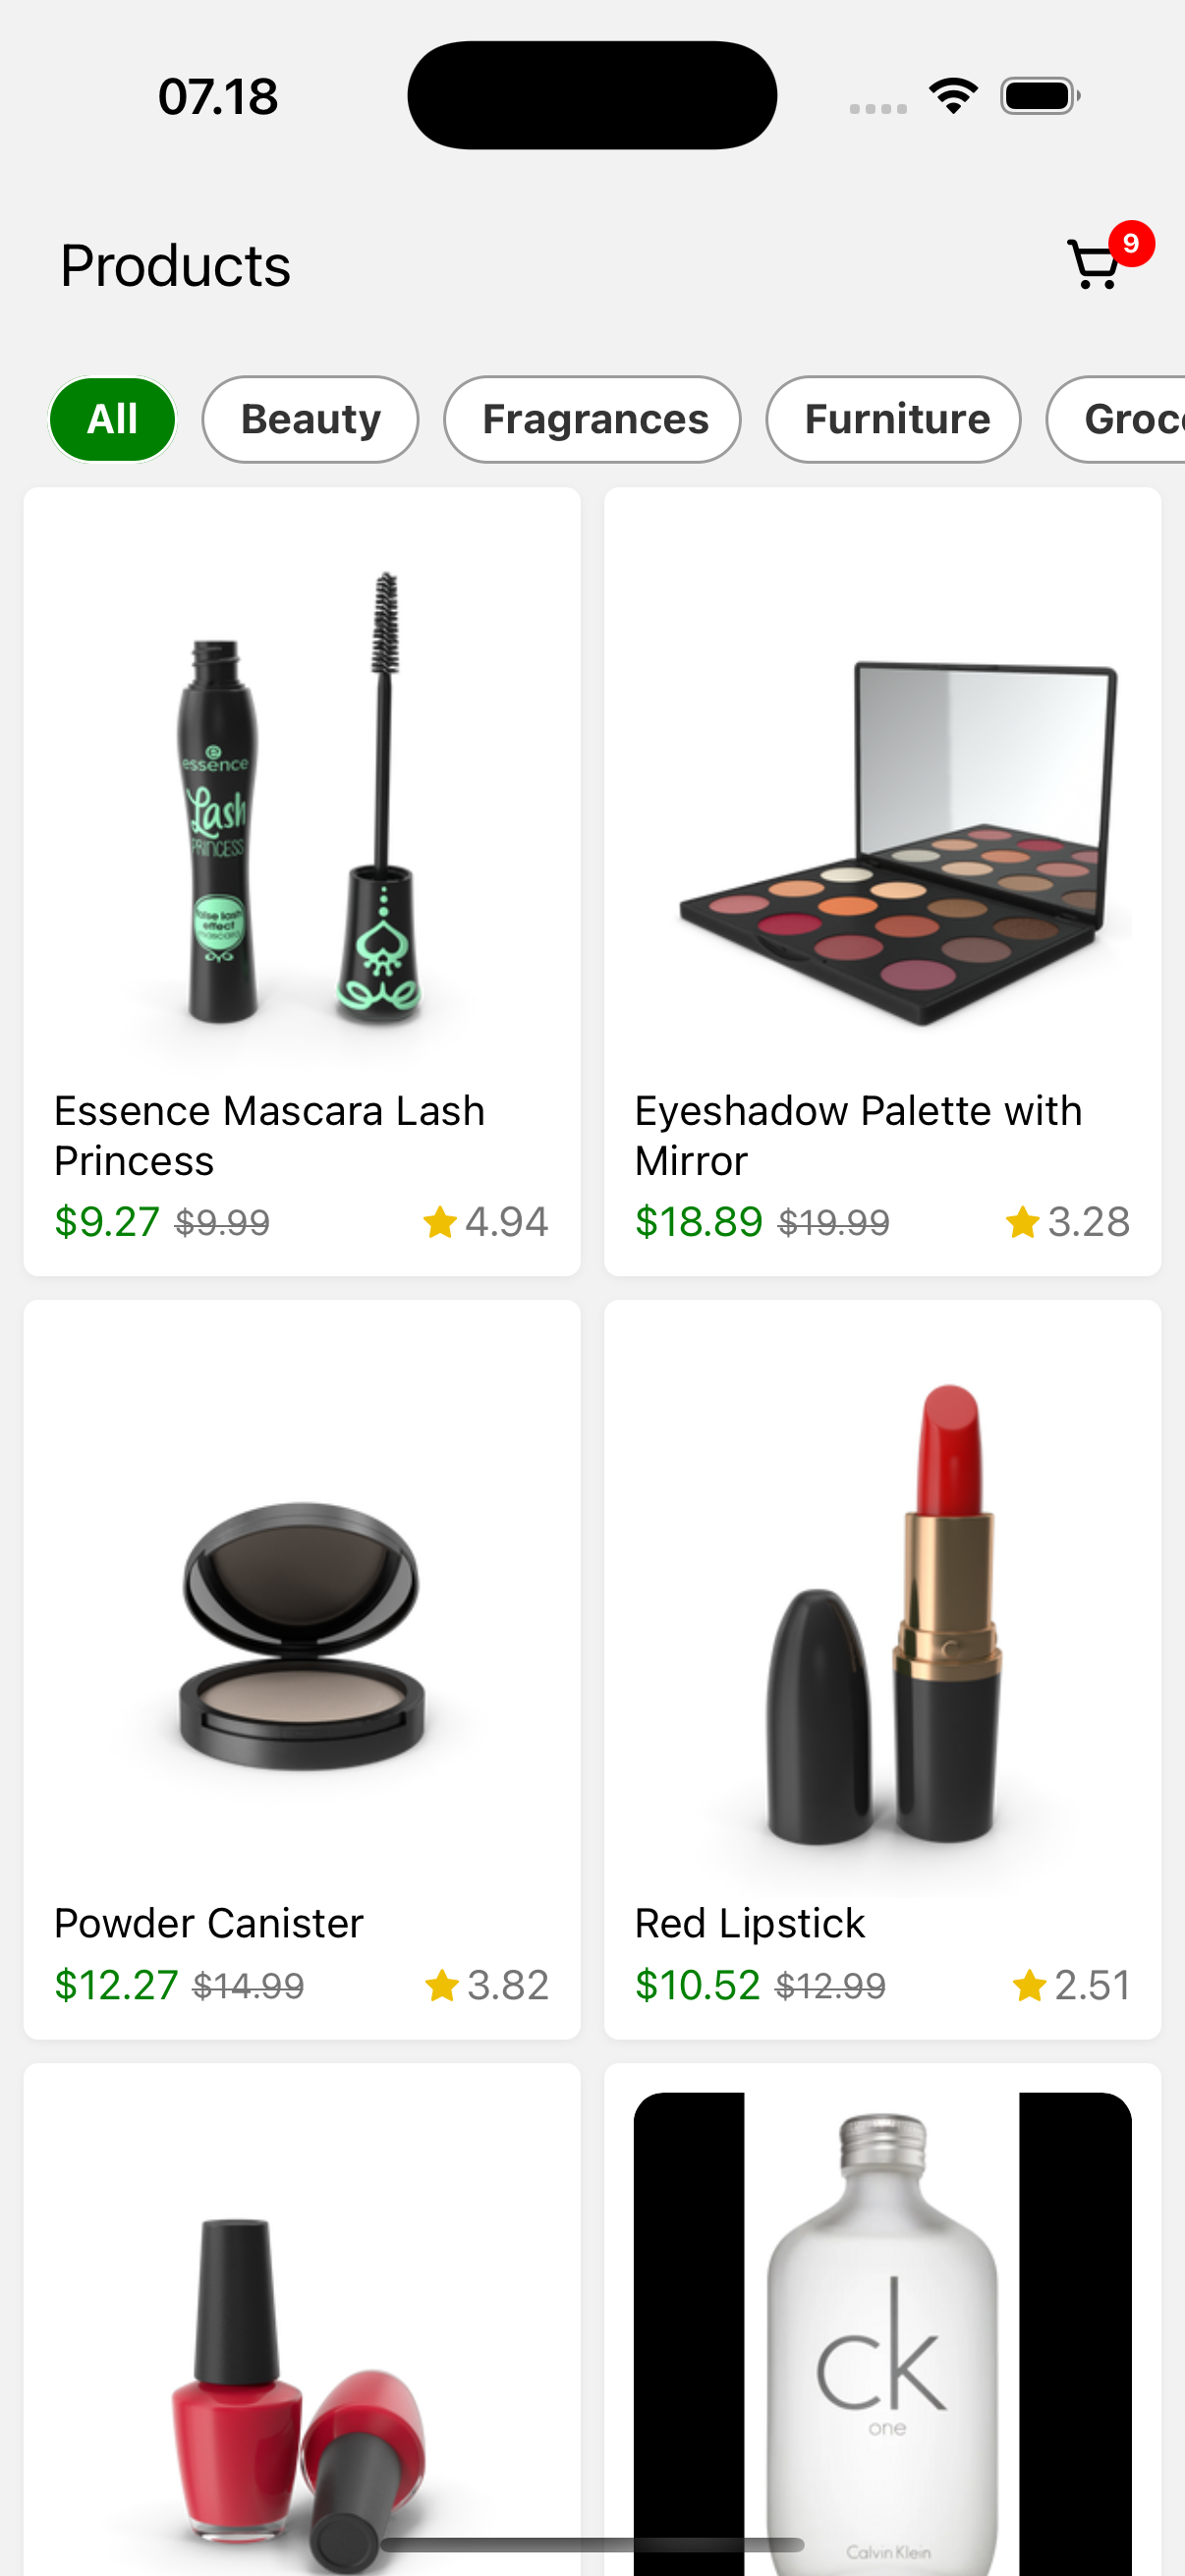 07.18
Products
9
All
Beauty
Fragrances
Furniture
Groce
essence
Lash
PRINCESS
false lash
effect
mascara
Essence Mascara Lash
Princess
$9.27 $9.99 4.94
Eyeshadow Palette with
Mirror
$18.89 $19.99 3.28
Powder Canister
$12.27 $14.99 3.82
Red Lipstick
$10.52 $12.99 2.51
ck
one
Calvin Klein